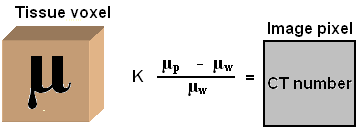 Tissue voxel
Image pixel
μ
K (μp - μw) / μw =
CT number